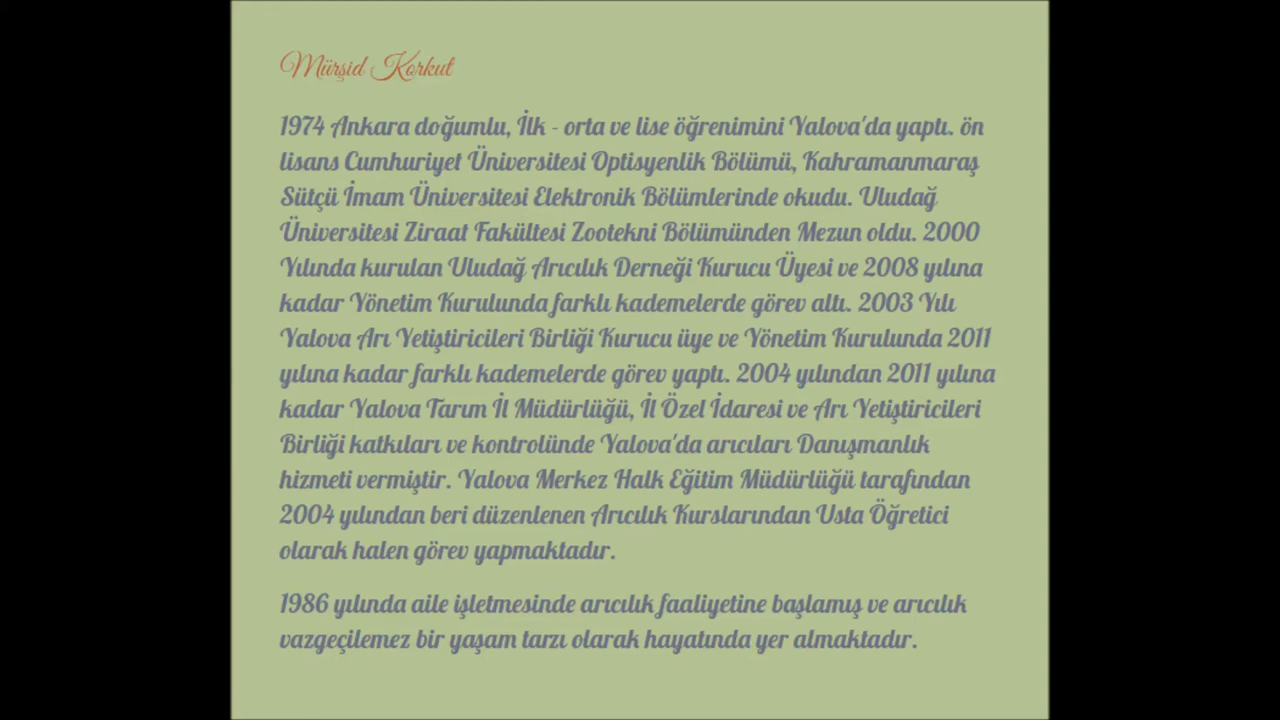 Mürşid Korkut
1974 Ankara doğumlu, İlk - orta ve lise öğrenimini Yalova'da yaptı. ön
lisans Cumhuriyet Üniversitesi Optisyenlik Bölümü, Kahramanmaraş
Sütçü İmam Üniversitesi Elektronik Bölümlerinde okudu. Uludağ
Üniversitesi Ziraat Fakültesi Zootekni Bölümünden Mezun oldu. 2000
Yılında kurulan Uludağ Arıcılık Derneği Kurucu Üyesi ve 2008 yılına
kadar Yönetim Kurulunda farklı kademelerde görev altı. 2003 Yılı
Yalova Arı Yetiştiricileri Birliği Kurucu üye ve Yönetim Kurulunda 2011
yılına kadar farklı kademelerde görev yaptı. 2004 yılından 2011 yılına
kadar Yalova Tarım İl Müdürlüğü, İl Özel İdaresi ve Arı Yetiştiricileri
Birliği katkıları ve kontrolünde Yalova'da arıcıları Danışmanlık
hizmeti vermiştir. Yalova Merkez Halk Eğitim Müdürlüğü tarafından
2004 yılından beri düzenlenen Arıcılık Kurslarından Usta Öğretici
olarak halen görev yapmaktadır.
1986 yılında aile işletmesinde arıcılık faaliyetine başlamış ve arıcılık
vazgeçilemez bir yaşam tarzı olarak hayatında yer almaktadır.